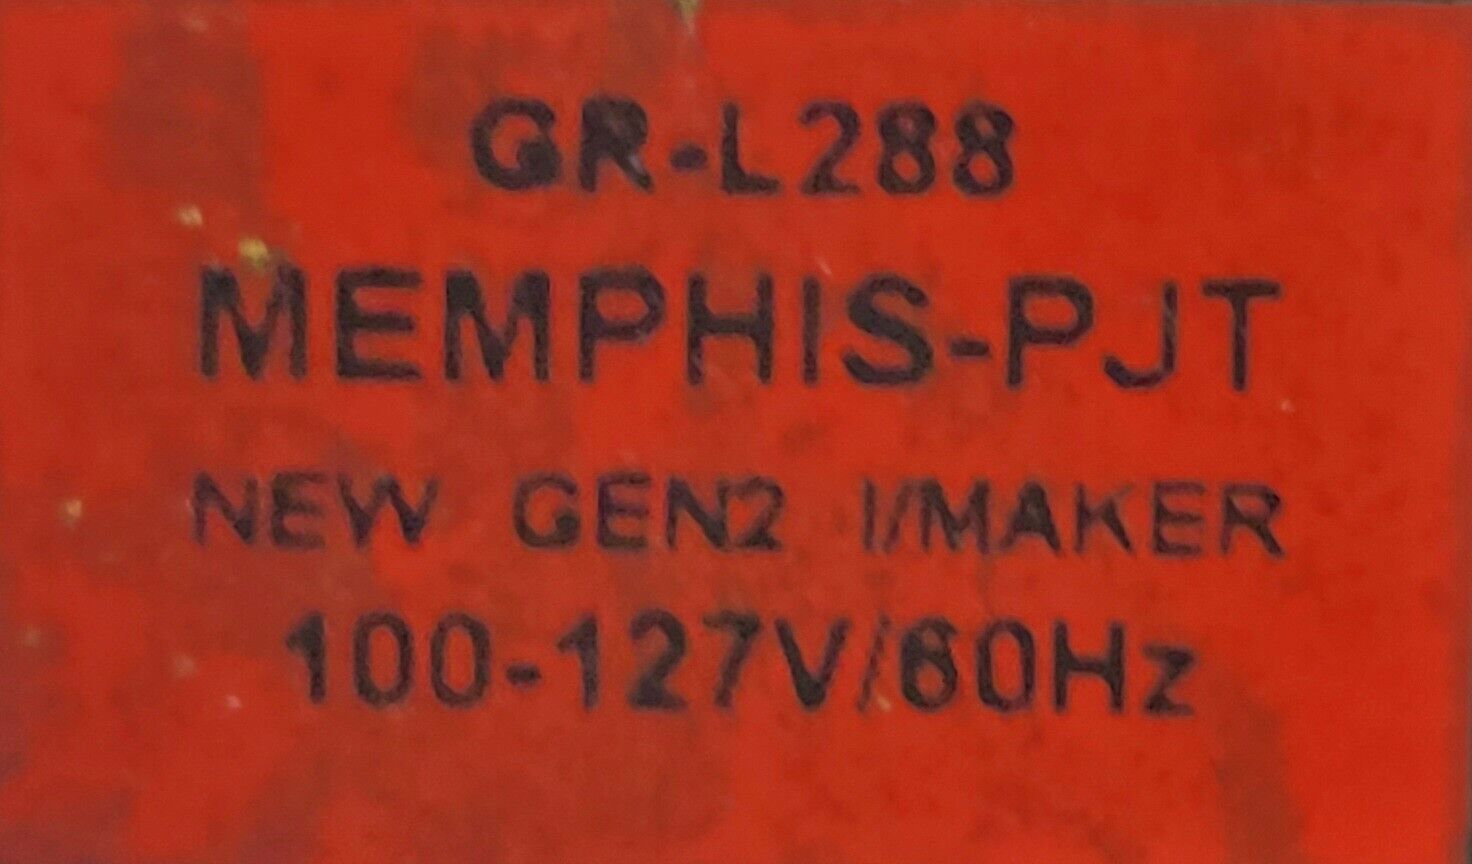 GR-L288
MEMPHIS-PJT
NEW GEN2 I/MAKER
100-127V/60Hz